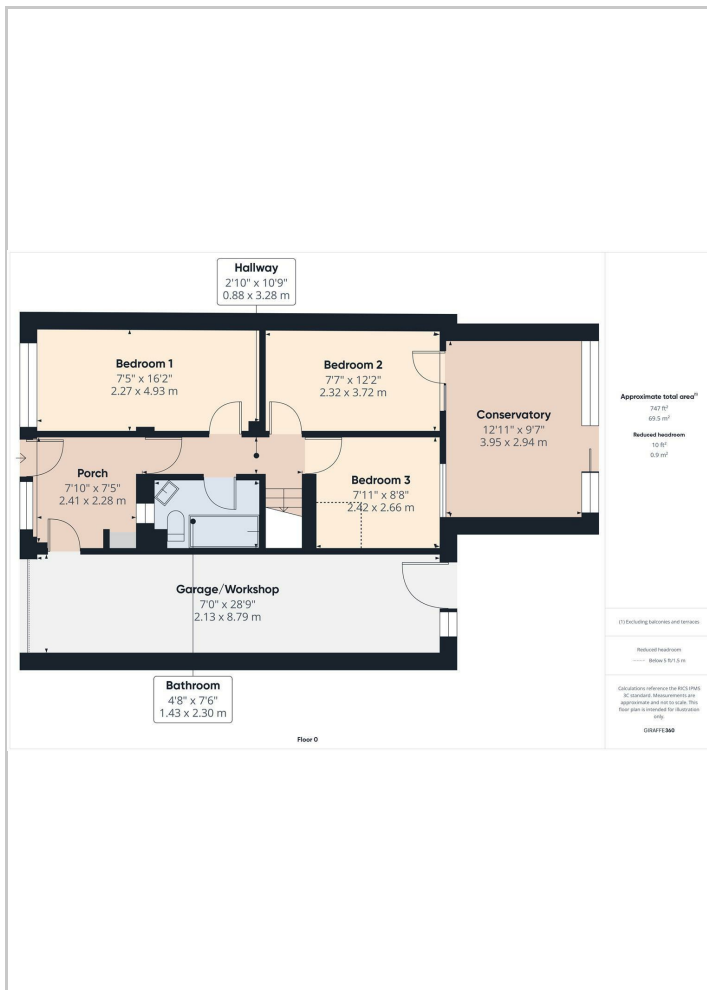 Hallway
2'10" x 10'9"
0.88 x 3.28 m
Bedroom 1
7'5" x 16'2"
2.27 x 4.93 m
Bedroom 2
7'7" x 12'2"
2.32 x 3.72 m
Conservatory
12'11" x 9'7"
3.95 x 2.94 m
Porch
7'10" x 7'5"
2.41 x 2.28 m
Bedroom 3
7'11" x 8'8"
2.42 x 2.66 m
Garage/Workshop
7'0" x 28'9"
2.13 x 8.79 m
Bathroom
4'8" x 7'6"
1.43 x 2.30 m
Floor 0
Approximate total area(1)
747 ft²
69.5 m²
Reduced headroom
10 ft²
0.9 m²
(1) Excluding balconies and terraces
Reduced headroom
Below 5 ft/1.5 m
Calculations reference the RICS IPMS
3C standard. Measurements are
approximate and not to scale. This
floor plan is intended for illustration
only.
GIRAFFE360